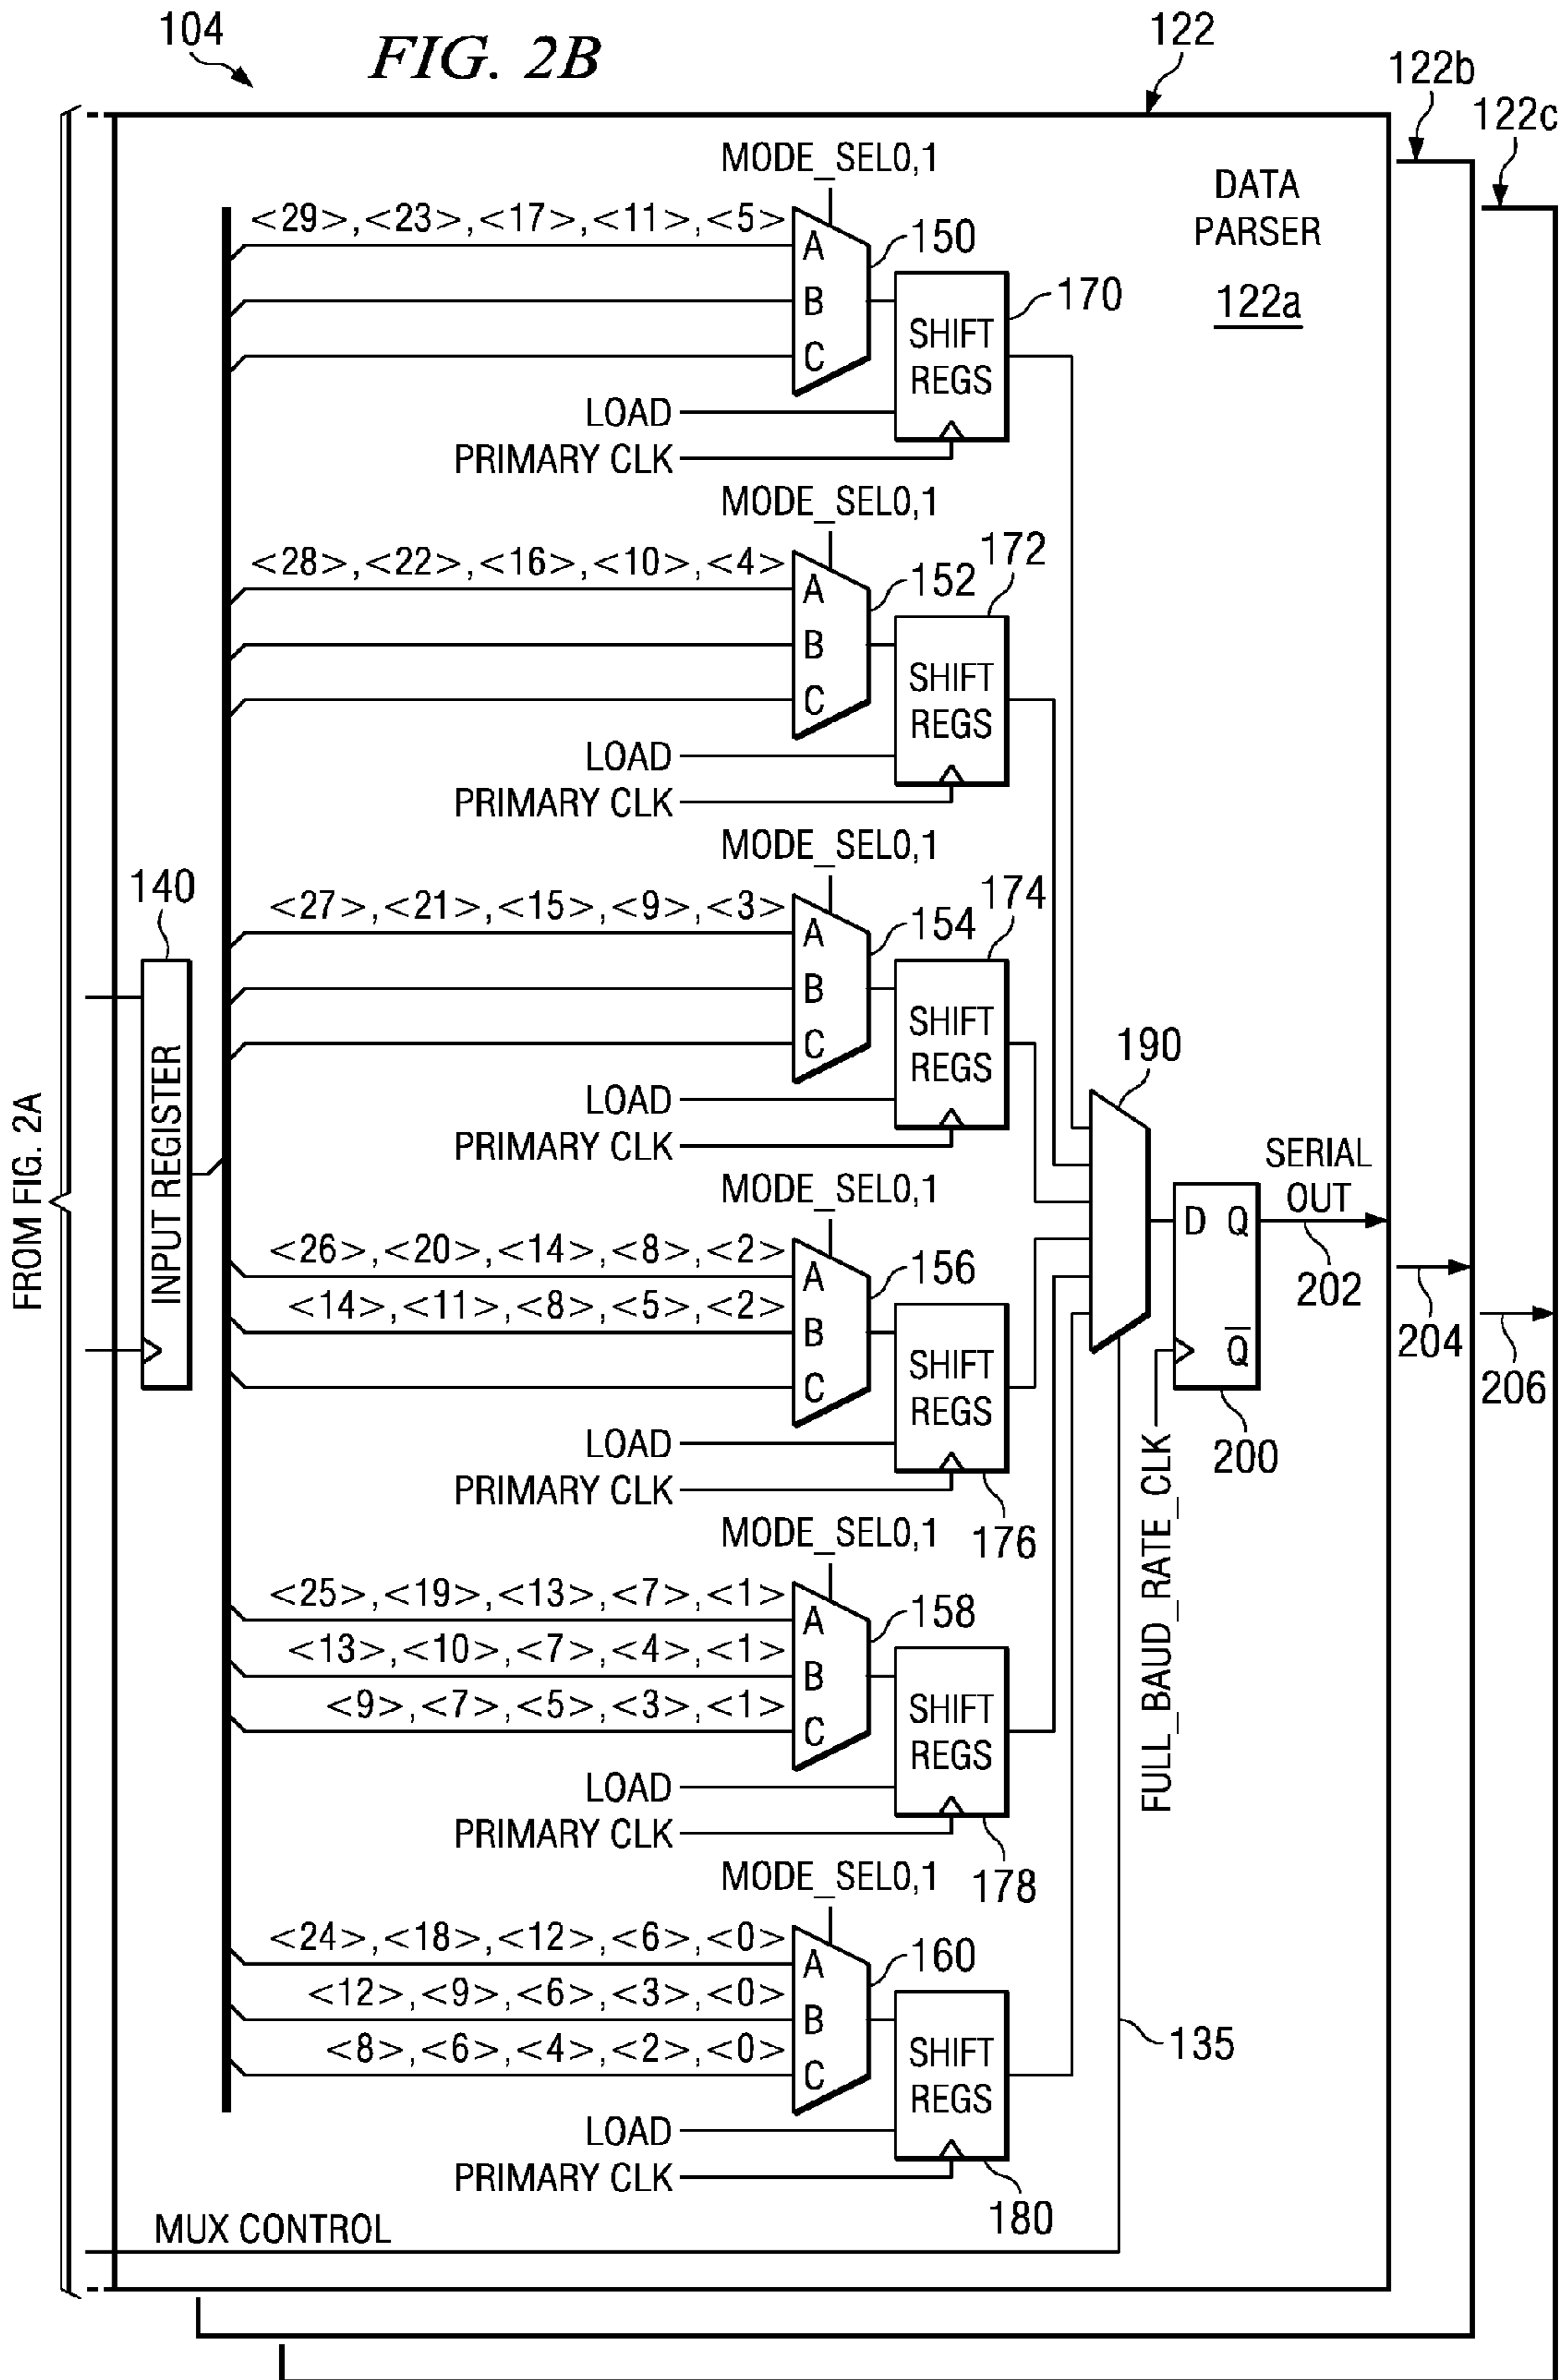 104
FIG. 2B
122
122b
122c
MODE_SEL0,1
DATA
PARSER
122a
<29>,<23>,<17>,<11>,<5>
A
B
C
150
SHIFT
REGS
170
LOAD
PRIMARY CLK
MODE_SEL0,1
<28>,<22>,<16>,<10>,<4>
A
B
C
152
172
SHIFT
REGS
LOAD
PRIMARY CLK
MODE_SEL0,1
140
<27>,<21>,<15>,<9>,<3>
A
B
C
154
174
SHIFT
REGS
LOAD
PRIMARY CLK
190
FROM FIG. 2A
INPUT REGISTER
MODE_SEL0,1
<26>,<20>,<14>,<8>,<2>
A
<14>,<11>,<8>,<5>,<2>
B
C
156
SHIFT
REGS
LOAD
PRIMARY CLK
176
D Q
Q
SERIAL
OUT
202
204
206
200
FULL_BAUD_RATE_CLK
MODE_SEL0,1
<25>,<19>,<13>,<7>,<1>
A
<13>,<10>,<7>,<4>,<1>
B
<9>,<7>,<5>,<3>,<1>
C
158
SHIFT
REGS
LOAD
PRIMARY CLK
178
MODE_SEL0,1
<24>,<18>,<12>,<6>,<0>
A
<12>,<9>,<6>,<3>,<0>
B
<8>,<6>,<4>,<2>,<0>
C
160
SHIFT
REGS
135
LOAD
PRIMARY CLK
180
MUX CONTROL